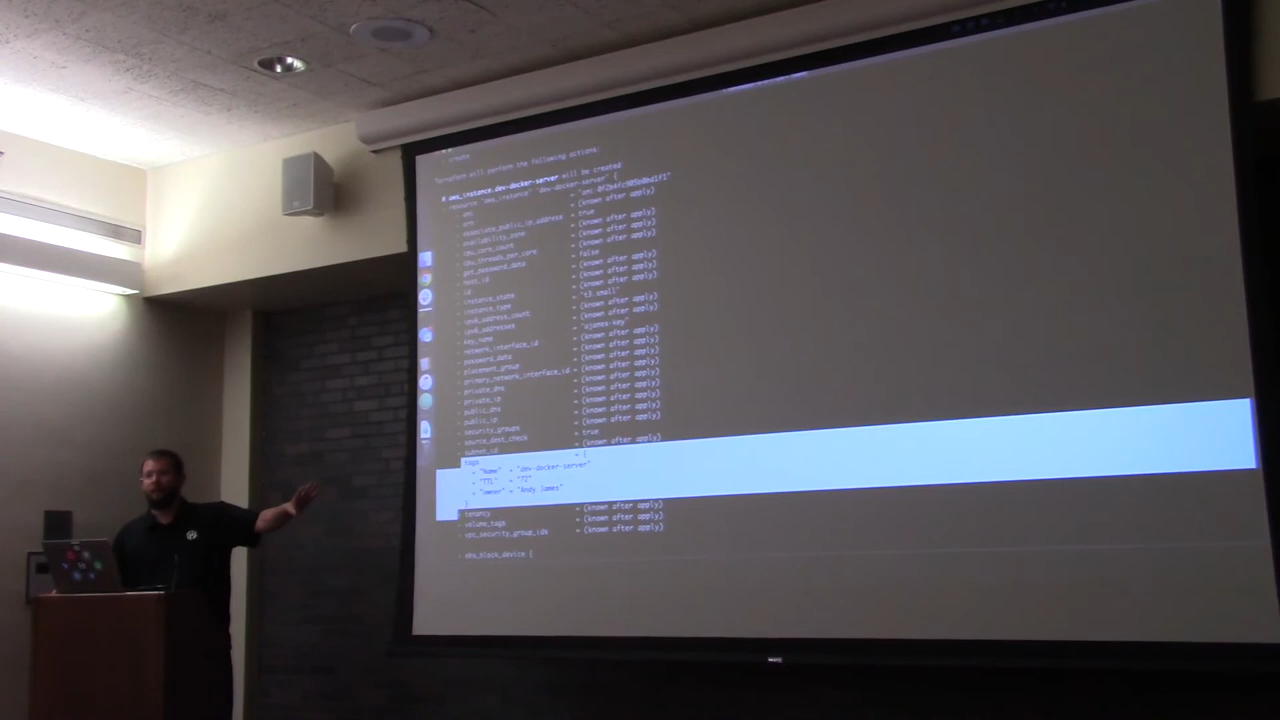 create
Terraform will perform the following actions:
# aws_instance.dev-docker-server will be created
resource "aws_instance" "dev-docker-server" {
- ami = "ami-0f2b4fc905b0bd1f1"
- arn = (known after apply)
- associate_public_ip_address = true
- availability_zone = (known after apply)
- cpu_core_count = (known after apply)
- cpu_threads_per_core = (known after apply)
- get_password_data = false
- host_id = (known after apply)
- id = (known after apply)
- instance_state = (known after apply)
- instance_type = "t3.small"
- ipv6_address_count = (known after apply)
- ipv6_addresses = (known after apply)
- key_name = "ajames-key"
- network_interface_id = (known after apply)
- password_data = (known after apply)
- placement_group = (known after apply)
- primary_network_interface_id = (known after apply)
- private_dns = (known after apply)
- private_ip = (known after apply)
- public_dns = (known after apply)
- public_ip = (known after apply)
- security_groups = (known after apply)
- source_dest_check = true
- subnet_id = (known after apply)
tags = {
+ "Name" = "dev-docker-server"
+ "TTL" = "72"
+ "owner" = "Andy James"
}
- tenancy = (known after apply)
- volume_tags = (known after apply)
- vpc_security_group_ids = (known after apply)
- ebs_block_device {